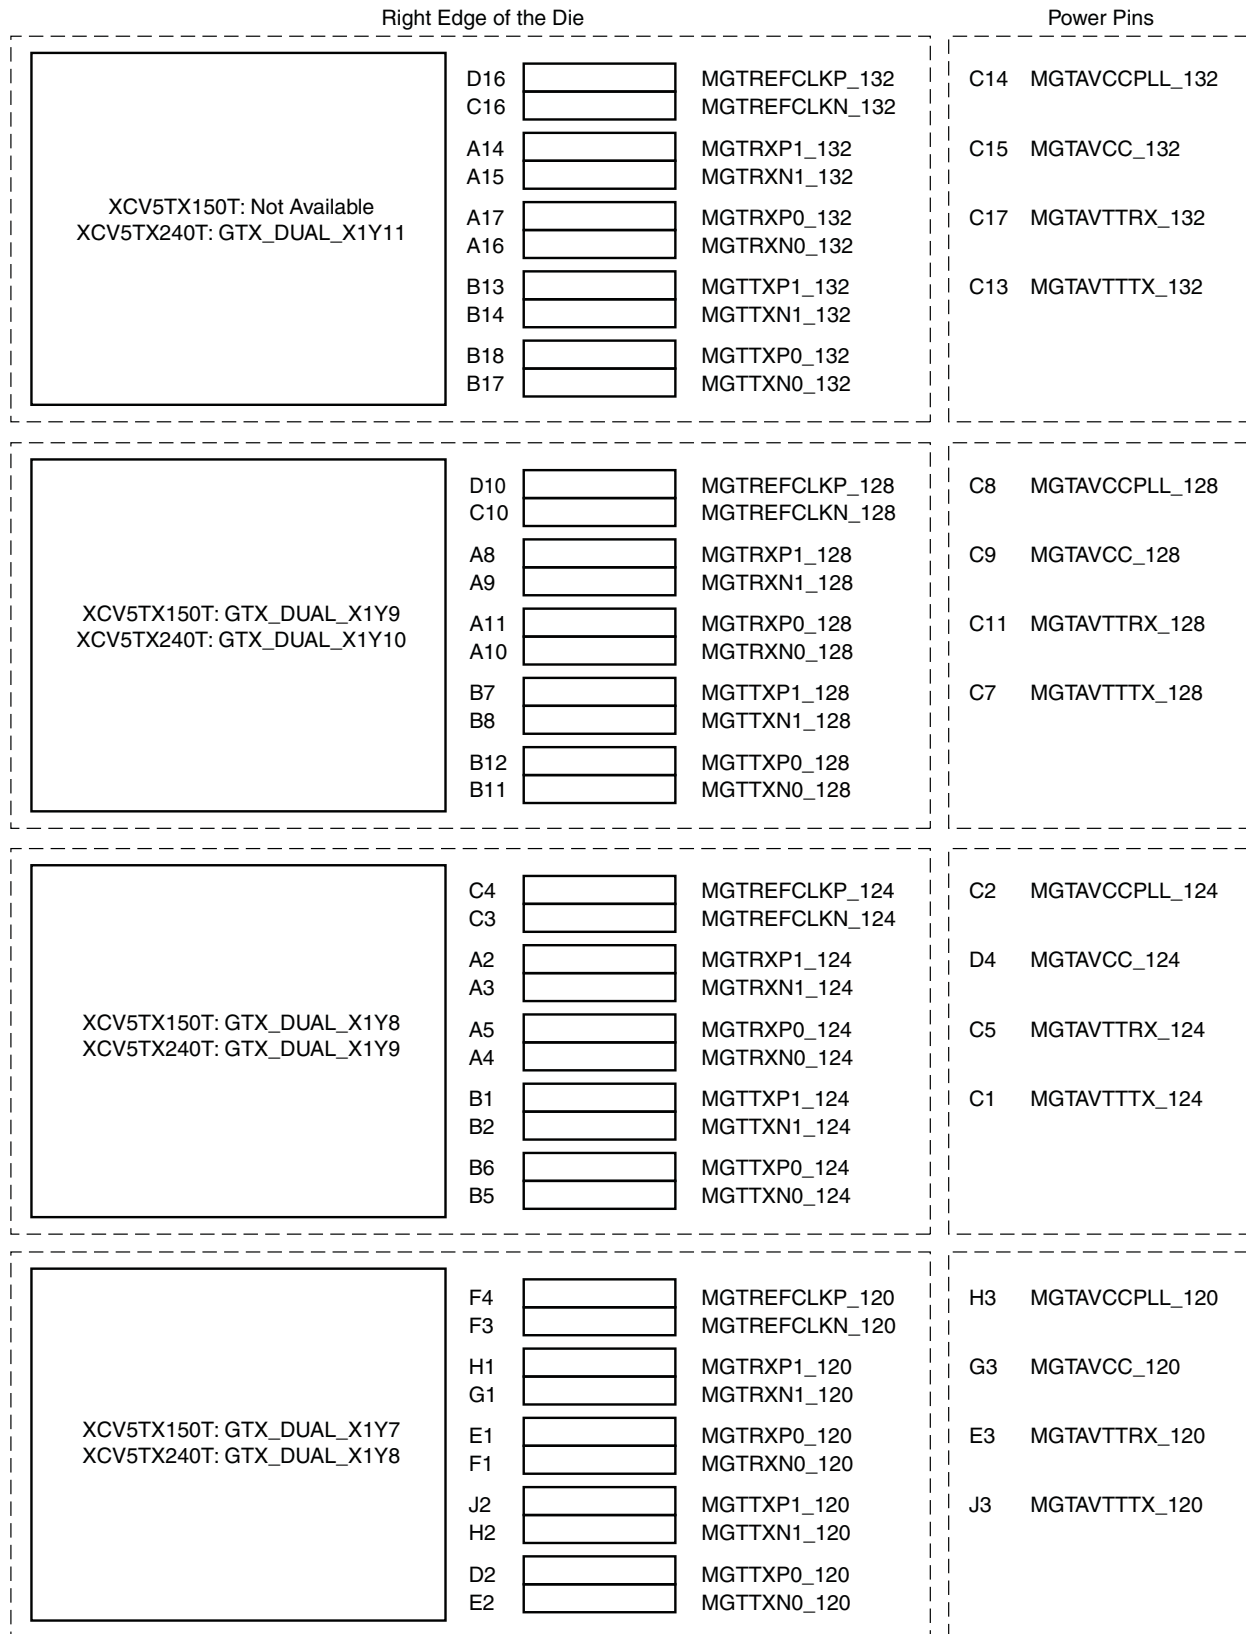 Right Edge of the Die
Power Pins
XCV5TX150T: Not Available
XCV5TX240T: GTX_DUAL_X1Y11
D16 MGTREFCLKP_132
C16 MGTREFCLKN_132
A14 MGTRXP1_132
A15 MGTRXN1_132
A17 MGTRXP0_132
A16 MGTRXN0_132
B13 MGTTXP1_132
B14 MGTTXN1_132
B18 MGTTXP0_132
B17 MGTTXN0_132
C14 MGTAVCCPLL_132
C15 MGTAVCC_132
C17 MGTAVTTRX_132
C13 MGTAVTTTX_132
XCV5TX150T: GTX_DUAL_X1Y9
XCV5TX240T: GTX_DUAL_X1Y10
D10 MGTREFCLKP_128
C10 MGTREFCLKN_128
A8 MGTRXP1_128
A9 MGTRXN1_128
A11 MGTRXP0_128
A10 MGTRXN0_128
B7 MGTTXP1_128
B8 MGTTXN1_128
B12 MGTTXP0_128
B11 MGTTXN0_128
C8 MGTAVCCPLL_128
C9 MGTAVCC_128
C11 MGTAVTTRX_128
C7 MGTAVTTTX_128
XCV5TX150T: GTX_DUAL_X1Y8
XCV5TX240T: GTX_DUAL_X1Y9
C4 MGTREFCLKP_124
C3 MGTREFCLKN_124
A2 MGTRXP1_124
A3 MGTRXN1_124
A5 MGTRXP0_124
A4 MGTRXN0_124
B1 MGTTXP1_124
B2 MGTTXN1_124
B6 MGTTXP0_124
B5 MGTTXN0_124
C2 MGTAVCCPLL_124
D4 MGTAVCC_124
C5 MGTAVTTRX_124
C1 MGTAVTTTX_124
XCV5TX150T: GTX_DUAL_X1Y7
XCV5TX240T: GTX_DUAL_X1Y8
F4 MGTREFCLKP_120
F3 MGTREFCLKN_120
H1 MGTRXP1_120
G1 MGTRXN1_120
E1 MGTRXP0_120
F1 MGTRXN0_120
J2 MGTTXP1_120
H2 MGTTXN1_120
D2 MGTTXP0_120
E2 MGTTXN0_120
H3 MGTAVCCPLL_120
G3 MGTAVCC_120
E3 MGTAVTTRX_120
J3 MGTAVTTTX_120